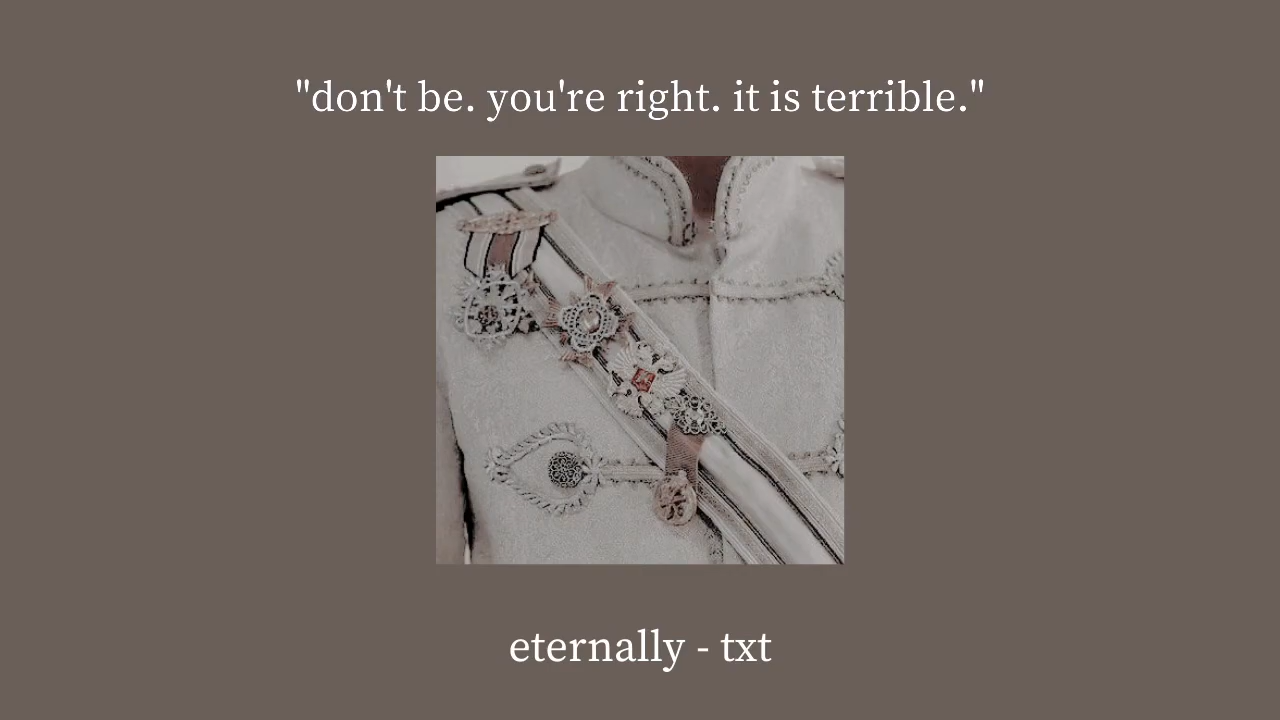 "don't be. you're right. it is terrible."
eternally - txt